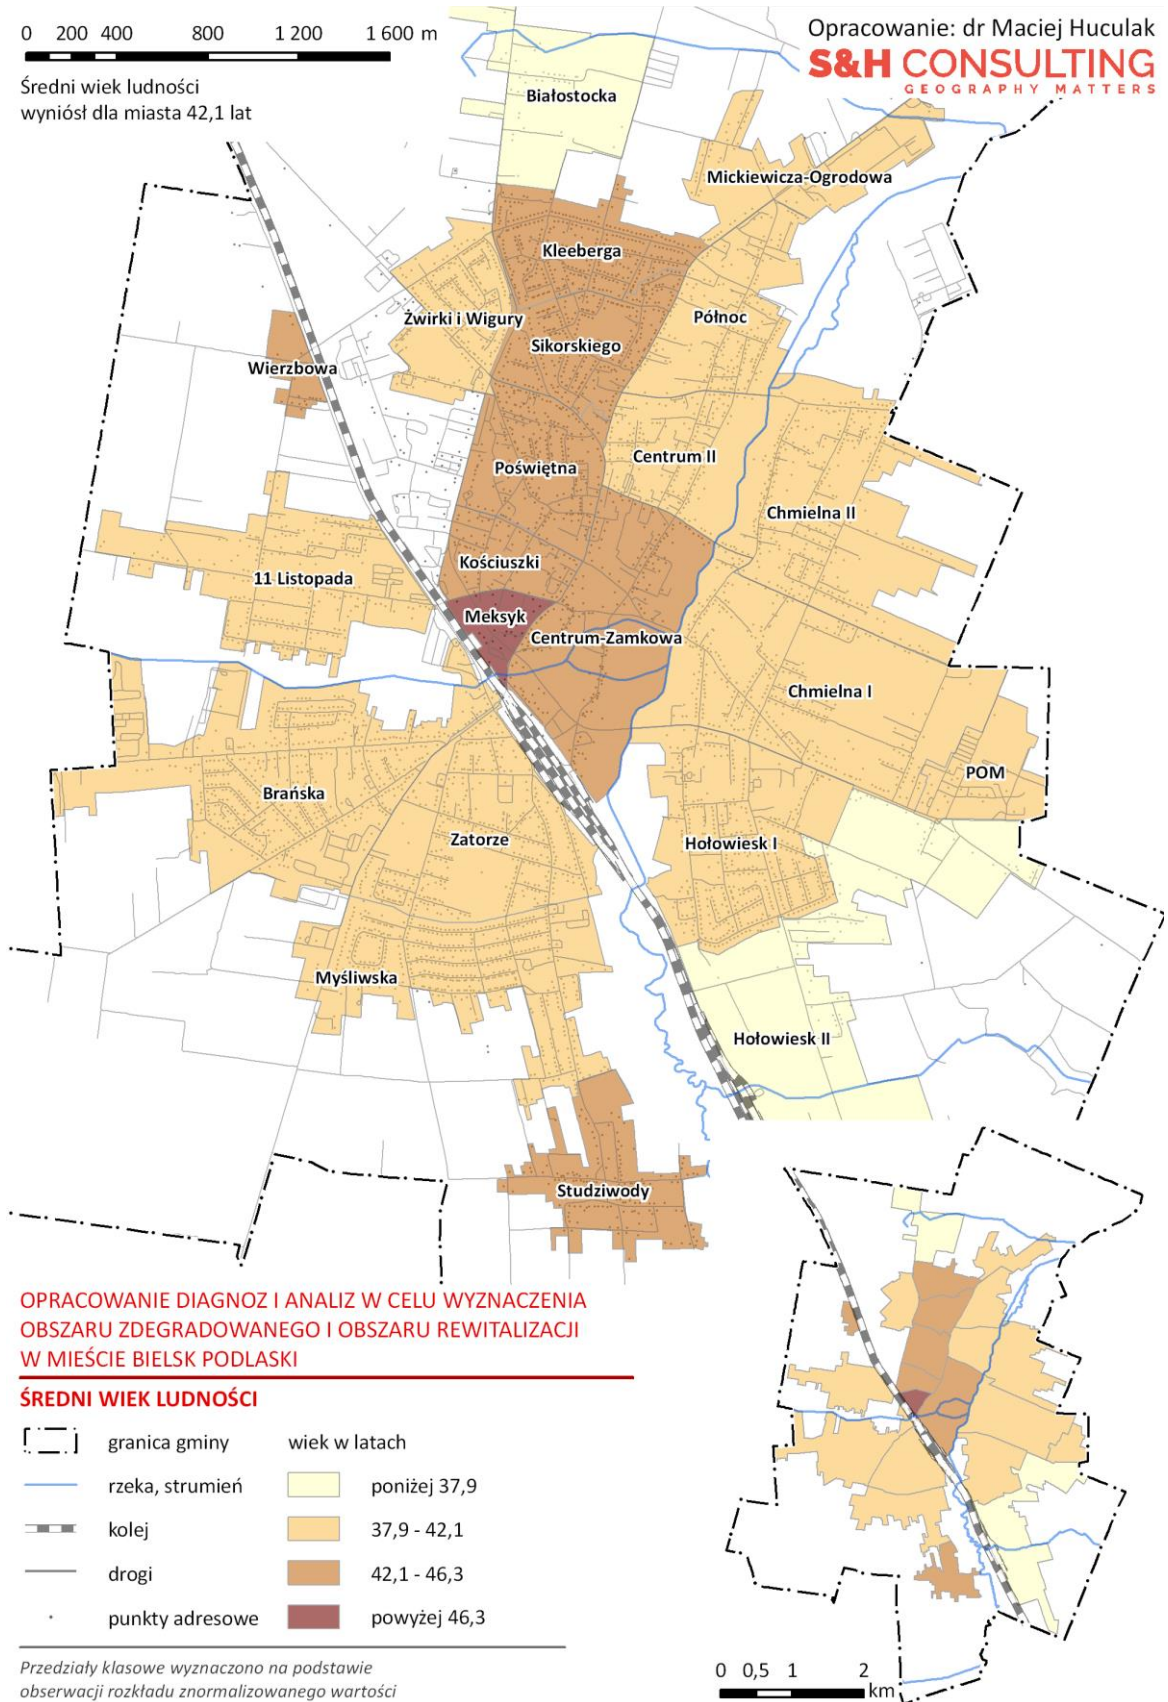 0 200 400 800 1 200 1 600 m
Średni wiek ludności
wyniósł dla miasta 42,1 lat
Opracowanie: dr Maciej Huculak
S&H CONSULTING
GEOGRAPHY MATTERS
Białostocka
Mickiewicza-Ogrodowa
Kleeberga
Żwirki i Wigury
Północ
Sikorskiego
Wierzbowa
Poświętna
Centrum II
Chmielna II
11 Listopada
Kościuszki
Meksyk
Centrum-Zamkowa
Chmielna I
POM
Brańska
Zatorze
Hołowiesk I
Myśliwska
Hołowiesk II
Studziwody
OPRACOWANIE DIAGNOZ I ANALIZ W CELU WYZNACZENIA
OBSZARU ZDEGRADOWANEGO I OBSZARU REWITALIZACJI
W MIEŚCIE BIELSK PODLASKI
ŚREDNI WIEK LUDNOŚCI
granica gminy wiek w latach
rzeka, strumień poniżej 37,9
kolej 37,9 - 42,1
drogi 42,1 - 46,3
punkty adresowe powyżej 46,3
Przedziały klasowe wyznaczono na podstawie
obserwacji rozkładu znormalizowanego wartości
0 0,5 1 2
km